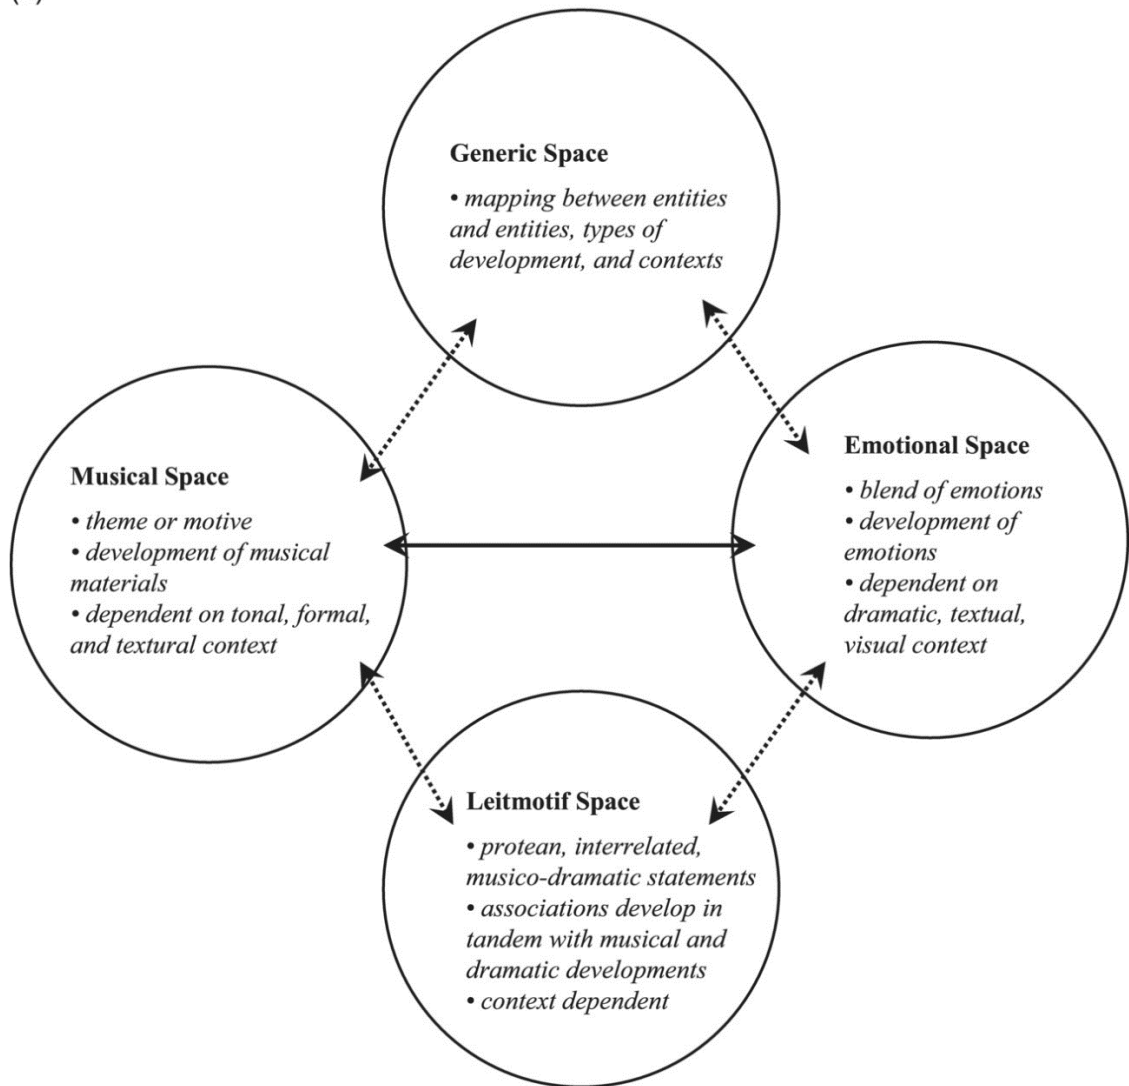 Generic Space
• mapping between entities
and entities, types of
development, and contexts
Musical Space
• theme or motive
• development of musical
materials
• dependent on tonal, formal,
and textural context
Emotional Space
• blend of emotions
• development of
emotions
• dependent on
dramatic, textual,
visual context
Leitmotif Space
• protean, interrelated,
musico-dramatic statements
• associations develop in
tandem with musical and
dramatic developments
• context dependent